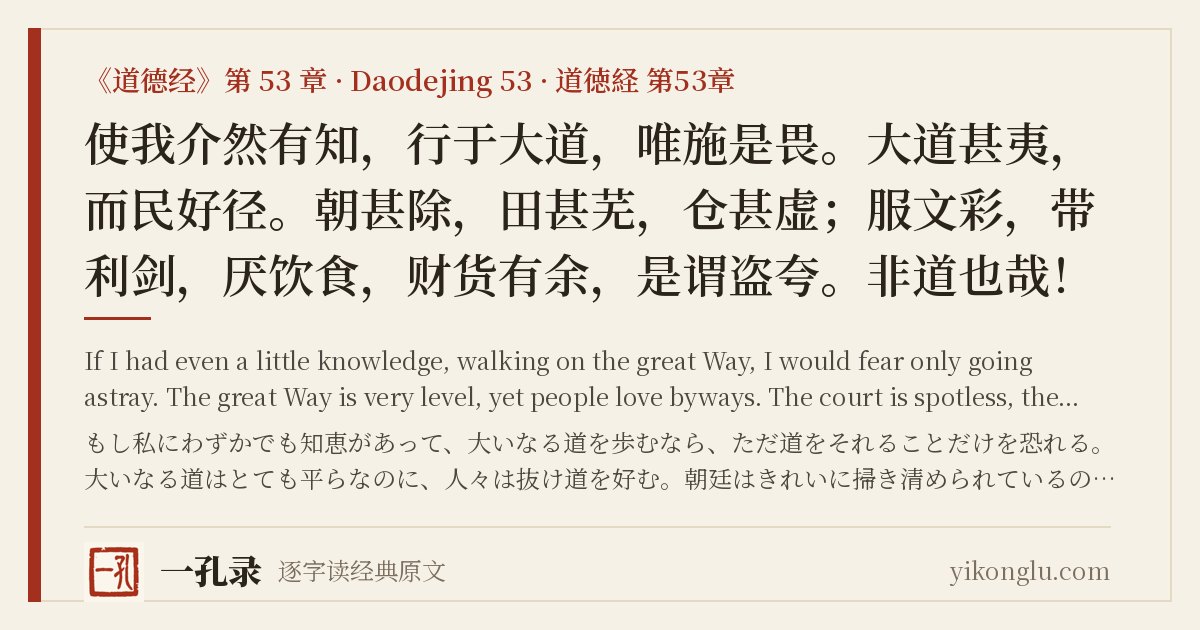 《道德经》第 53 章 · Daodejing 53 · 道徳経 第53章
使我介然有知，行于大道，唯施是畏。大道甚夷，
而民好径。朝甚除，田甚芜，仓甚虚；服文彩，带
利剑，厌饮食，财货有余，是谓盗夸。非道也哉！
If I had even a little knowledge, walking on the great Way, I would fear only going
astray. The great Way is very level, yet people love byways. The court is spotless, the…
もし私にわずかでも知恵があって、大いなる道を歩むなら、ただ道をそれることだけを恐れる。
大いなる道はとても平らなのに、人々は抜け道を好む。朝廷はきれいに掃き清められているの…
一孔
一孔录 逐字读经典原文
yikonglu.com